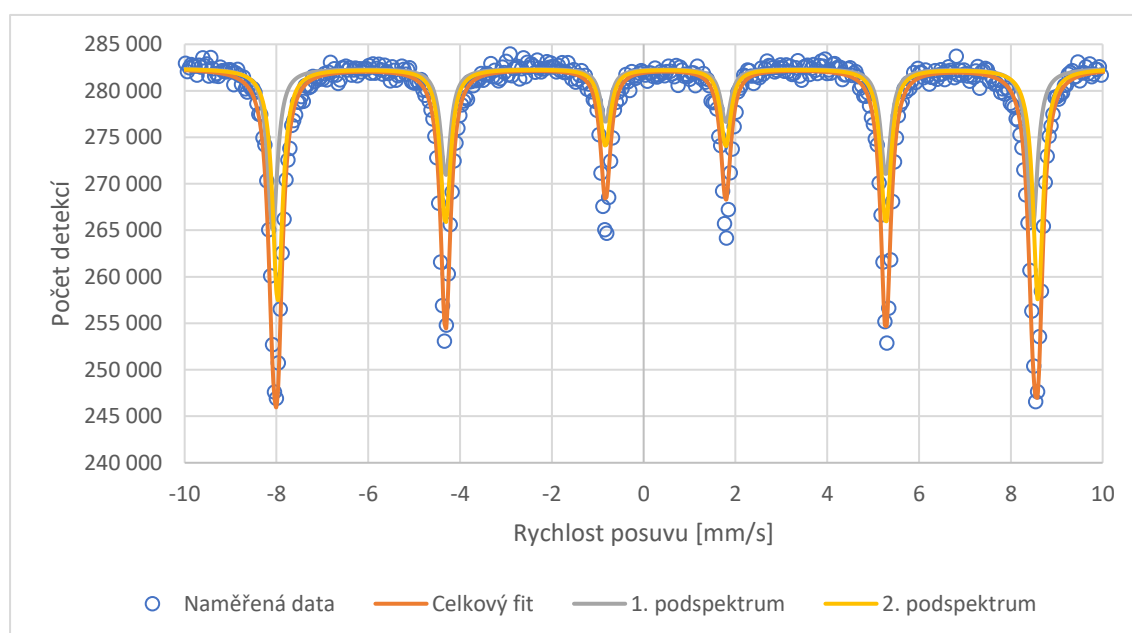 285 000
280 000
275 000
270 000
265 000
260 000
255 000
250 000
245 000
240 000
Počet detekcí
-10 -8 -6 -4 -2 0 2 4 6 8 10
Rychlost posuvu [mm/s]
Naměřená data Celkový fit 1. podspektrum 2. podspektrum